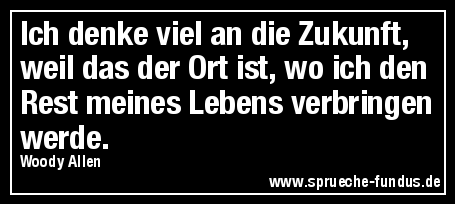 Ich denke viel an die Zukunft,
weil das der Ort ist, wo ich den
Rest meines Lebens verbringen
werde.
Woody Allen
www.sprueche-fundus.de